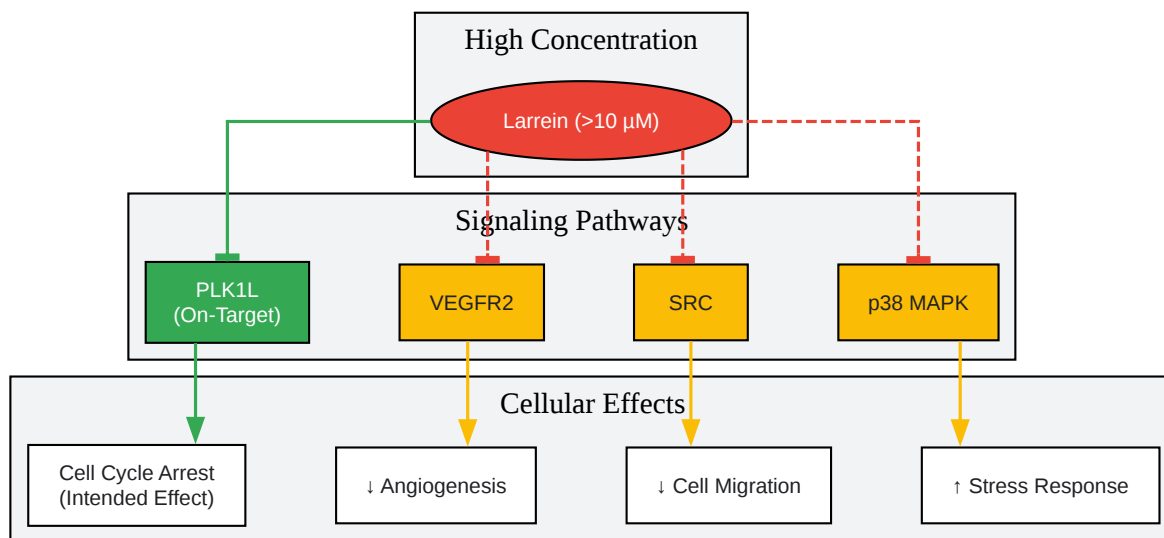 High Concentration
Larrein (>10 µM)
Signaling Pathways
PLK1L
(On-Target)
VEGFR2
SRC
p38 MAPK
Cellular Effects
Cell Cycle Arrest
(Intended Effect)
↓ Angiogenesis
↓ Cell Migration
↑ Stress Response